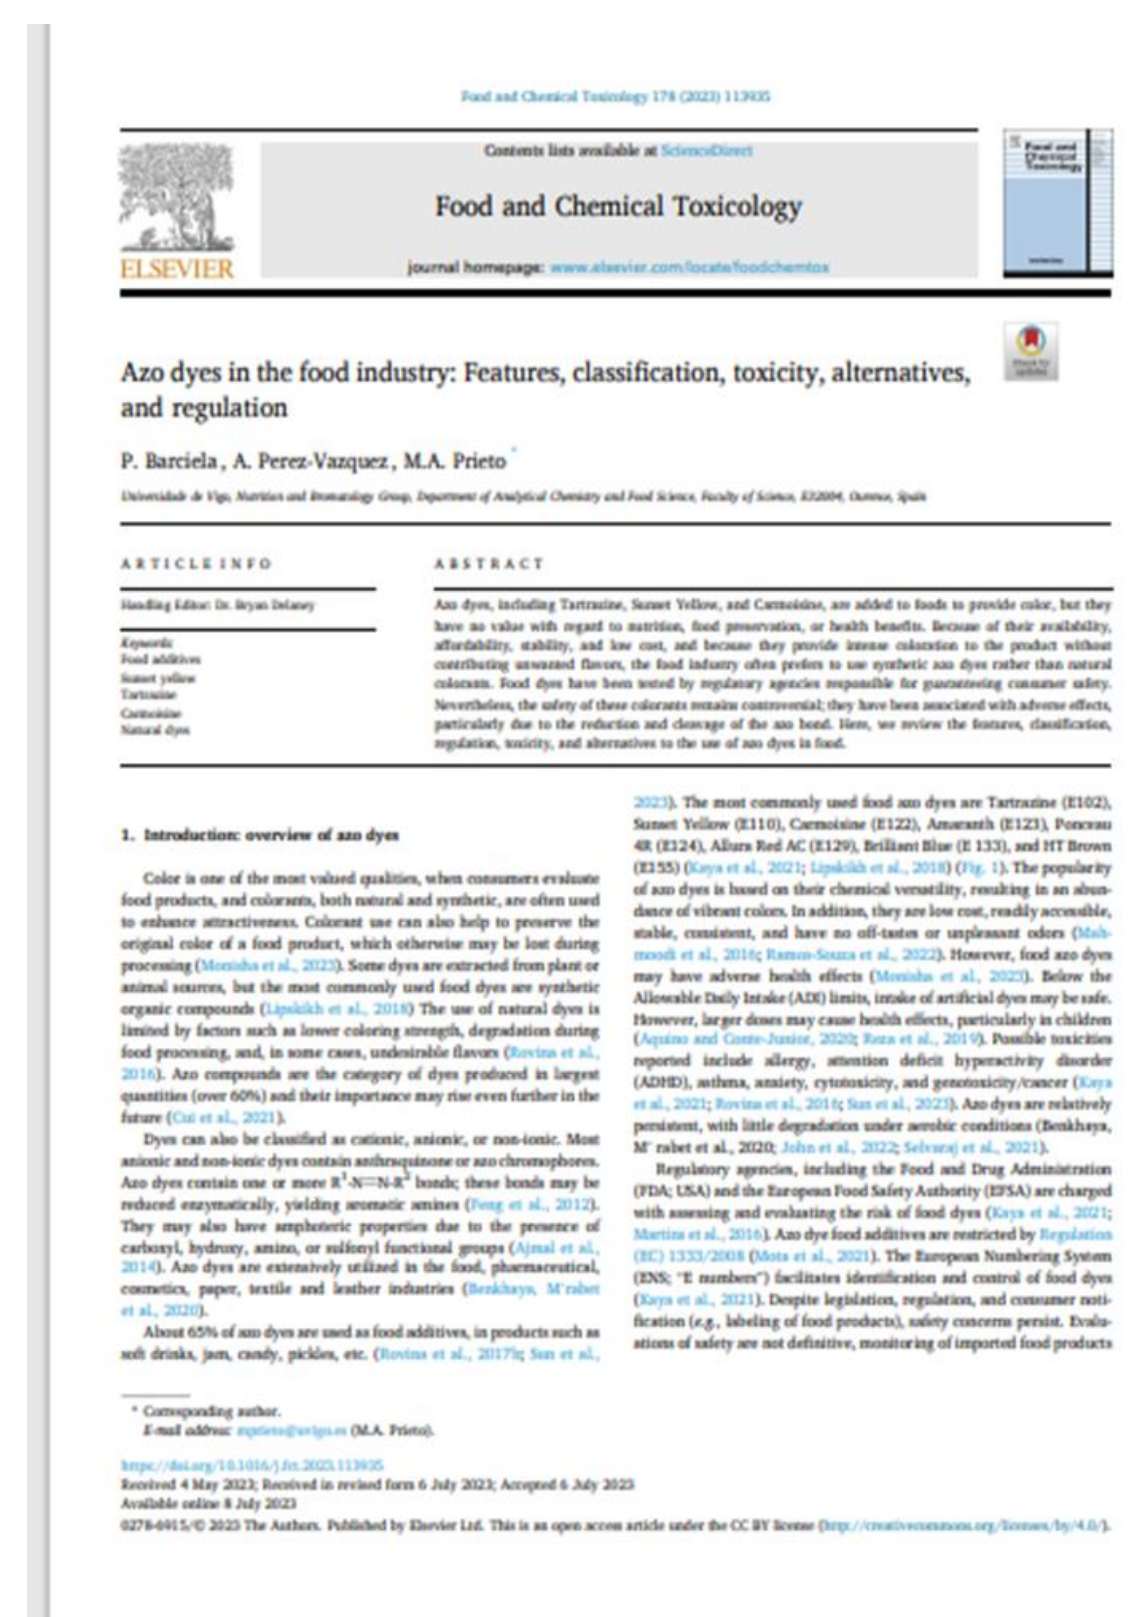 Food and Chemical Toxicology 178 (2023) 113935
Contents lists available at ScienceDirect
Food and Chemical Toxicology
journal homepage: www.elsevier.com/locate/foodchemtox
ELSEVIER
Food and
Chemical
Toxicology
Check for
updates
Azo dyes in the food industry: Features, classification, toxicity, alternatives,
and regulation
P. Barciela, A. Perez-Vazquez, M.A. Prieto *
Universidade de Vigo, Nutrition and Bromatology Group, Department of Analytical Chemistry and Food Science, Faculty of Science, E32004, Ourense, Spain
ARTICLE INFO
Handling Editor: Dr. Bryan Delaney
Keywords:
Food additives
Sunset yellow
Tartrazine
Carmoisine
Natural dyes
ABSTRACT
Azo dyes, including Tartrazine, Sunset Yellow, and Carmoisine, are added to foods to provide color, but they
have no value with regard to nutrition, food preservation, or health benefits. Because of their availability,
affordability, stability, and low cost, and because they provide intense coloration to the product without
contributing unwanted flavors, the food industry often prefers to use synthetic azo dyes rather than natural
colorants. Food dyes have been tested by regulatory agencies responsible for guaranteeing consumer safety.
Nevertheless, the safety of these colorants remains controversial; they have been associated with adverse effects,
particularly due to the reduction and cleavage of the azo bond. Here, we review the features, classification,
regulation, toxicity, and alternatives to the use of azo dyes in food.
1. Introduction: overview of azo dyes
Color is one of the most valued qualities, when consumers evaluate
food products, and colorants, both natural and synthetic, are often used
to enhance attractiveness. Colorant use can also help to preserve the
original color of a food product, which otherwise may be lost during
processing (Monisha et al., 2023). Some dyes are extracted from plant or
animal sources, but the most commonly used food dyes are synthetic
organic compounds (Lipskikh et al., 2018) The use of natural dyes is
limited by factors such as lower coloring strength, degradation during
food processing, and, in some cases, undesirable flavors (Rovina et al.,
2016). Azo compounds are the category of dyes produced in largest
quantities (over 60%) and their importance may rise even further in the
future (Cui et al., 2021).
Dyes can also be classified as cationic, anionic, or non-ionic. Most
anionic and non-ionic dyes contain anthraquinone or azo chromophores.
Azo dyes contain one or more R¹-N=N-R² bonds; these bonds may be
reduced enzymatically, yielding aromatic amines (Feng et al., 2012).
They may also have amphoteric properties due to the presence of
carboxyl, hydroxy, amino, or sulfonyl functional groups (Ajmal et al.,
2014). Azo dyes are extensively utilized in the food, pharmaceutical,
cosmetics, paper, textile and leather industries (Benkhaya, M'rabet
et al., 2020).
About 65% of azo dyes are used as food additives, in products such as
soft drinks, jam, candy, pickles, etc. (Rovina et al., 2017b; Sun et al.,
2023). The most commonly used food azo dyes are Tartrazine (E102),
Sunset Yellow (E110), Carmoisine (E122), Amaranth (E123), Ponceau
4R (E124), Allura Red AC (E129), Brilliant Blue (E 133), and HT Brown
(E155) (Kaya et al., 2021; Lipskikh et al., 2018) (Fig. 1). The popularity
of azo dyes is based on their chemical versatility, resulting in an abun-
dance of vibrant colors. In addition, they are low cost, readily accessible,
stable, consistent, and have no off-tastes or unpleasant odors (Mah-
moodi et al., 2016; Ramos-Souza et al., 2022). However, food azo dyes
may have adverse health effects (Monisha et al., 2023). Below the
Allowable Daily Intake (ADI) limits, intake of artificial dyes may be safe.
However, larger doses may cause health effects, particularly in children
(Aquino and Conte-Junior, 2020; Reza et al., 2019). Possible toxicities
reported include allergy, attention deficit hyperactivity disorder
(ADHD), asthma, anxiety, cytotoxicity, and genotoxicity/cancer (Kaya
et al., 2021; Rovina et al., 2016; Sun et al., 2023). Azo dyes are relatively
persistent, with little degradation under aerobic conditions (Benkhaya,
M' rabet et al., 2020; John et al., 2022; Selvaraj et al., 2021).
Regulatory agencies, including the Food and Drug Administration
(FDA; USA) and the European Food Safety Authority (EFSA) are charged
with assessing and evaluating the risk of food dyes (Kaya et al., 2021;
Martins et al., 2016). Azo dye food additives are restricted by Regulation
(EC) 1333/2008 (Mota et al., 2021). The European Numbering System
(ENS; "E numbers") facilitates identification and control of food dyes
(Kaya et al., 2021). Despite legislation, regulation, and consumer noti-
fication (e.g., labeling of food products), safety concerns persist. Evalu-
ations of safety are not definitive, monitoring of imported food products
* Corresponding author.
E-mail address: mprieto@uvigo.es (M.A. Prieto).
https://doi.org/10.1016/j.fct.2023.113935
Received 4 May 2023; Received in revised form 6 July 2023; Accepted 6 July 2023
Available online 8 July 2023
0278-6915/© 2023 The Authors. Published by Elsevier Ltd. This is an open access article under the CC BY license (http://creativecommons.org/licenses/by/4.0/).